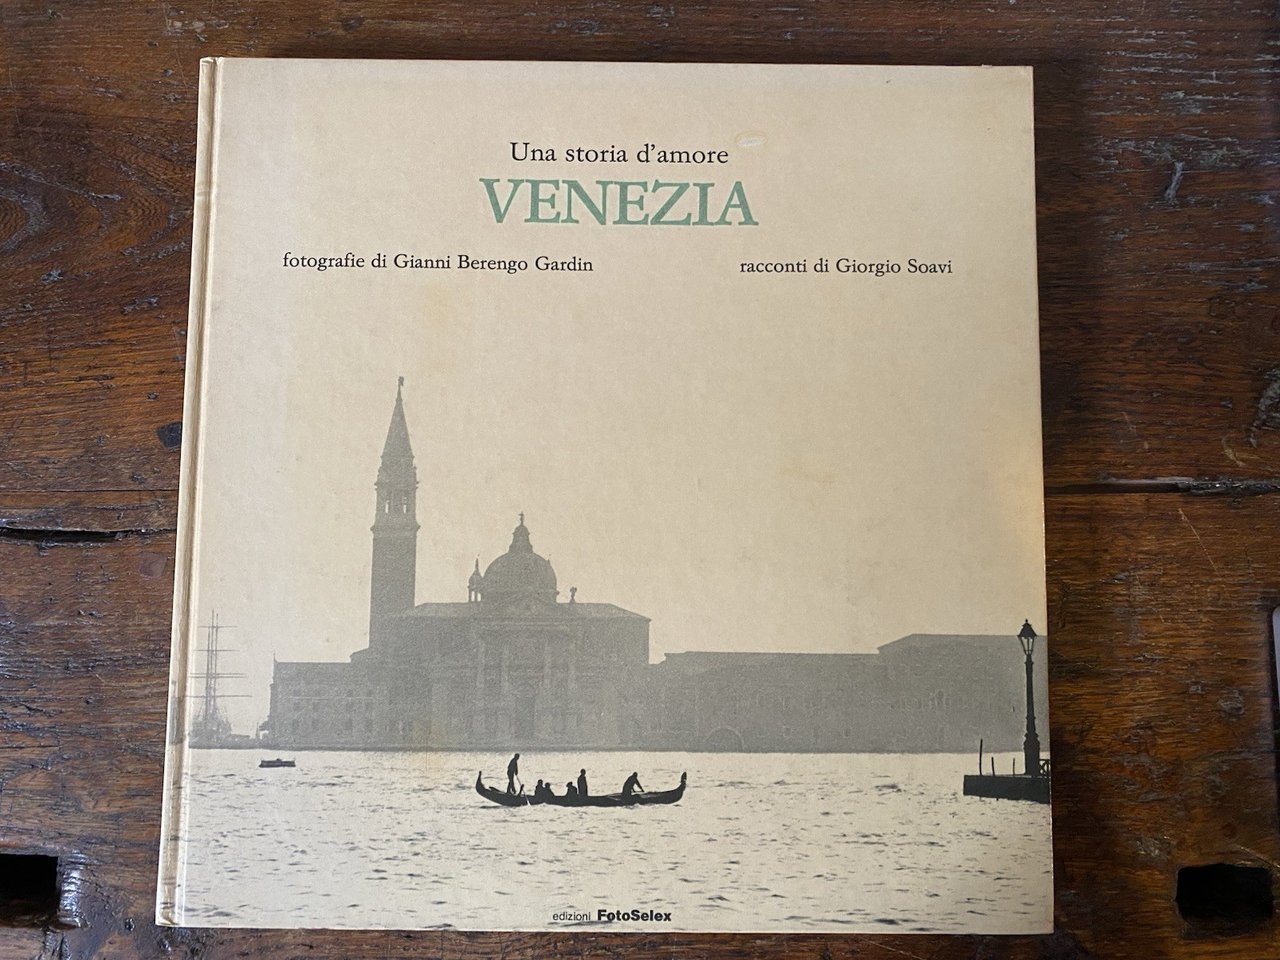 Una storia d'amore
VENEZIA
fotografie di Gianni Berengo Gardin
racconti di Giorgio Soavi
edizioni FotoSelex